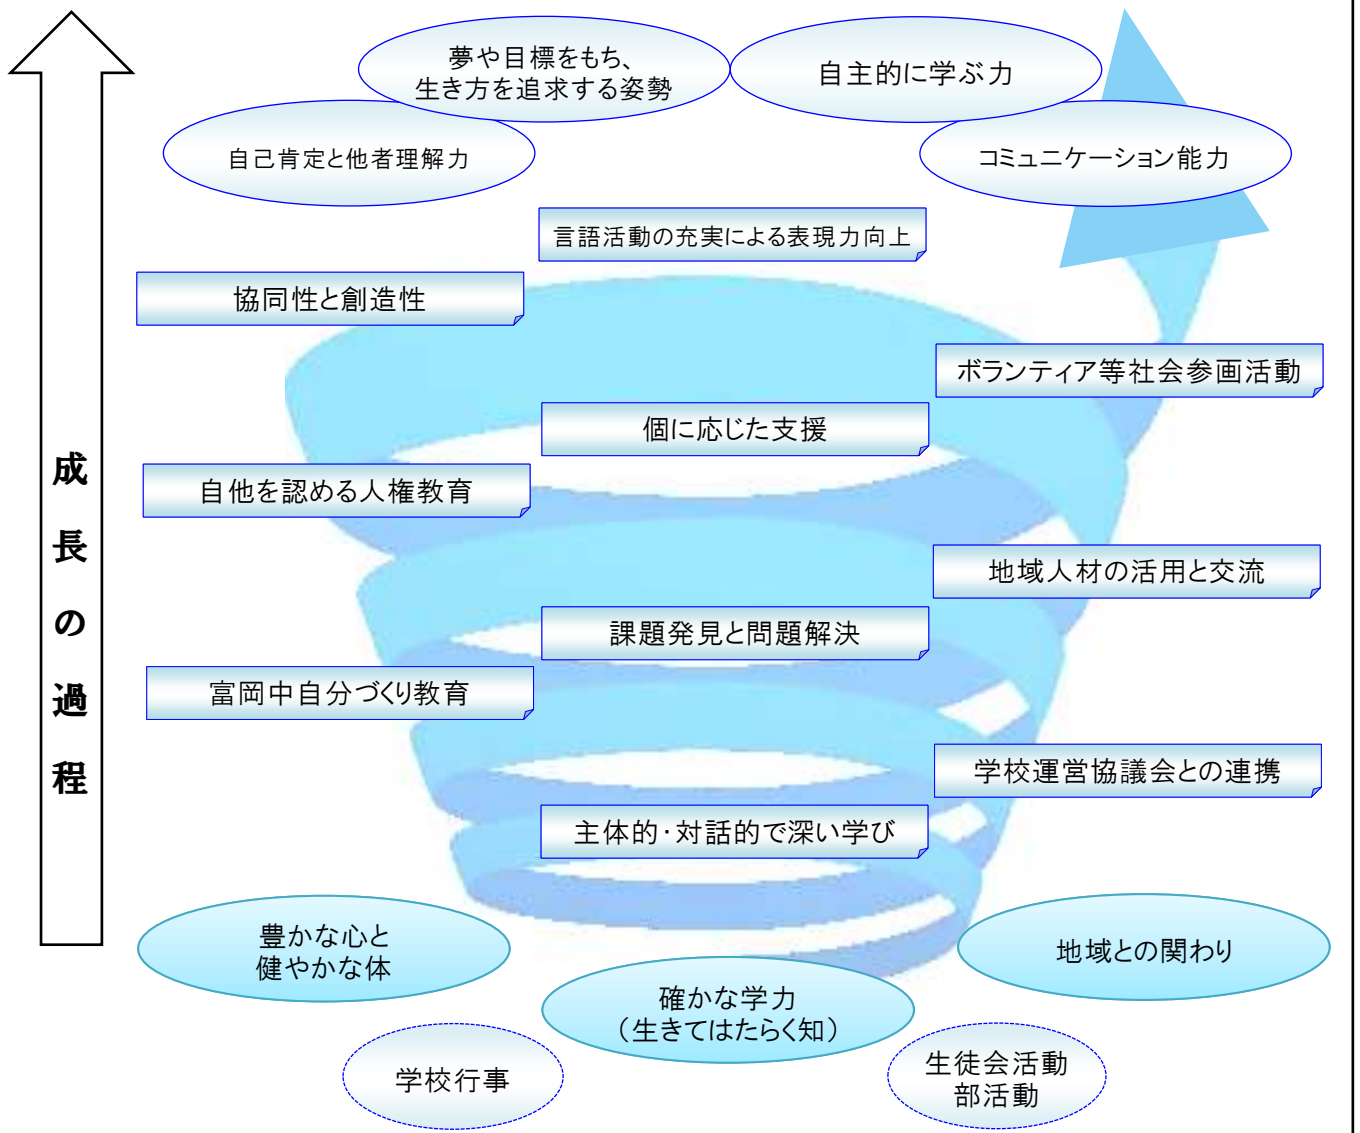 夢や目標をもち、
生き方を追求する姿勢
自主的に学ぶ力
自己肯定と他者理解力
コミュニケーション能力
言語活動の充実による表現力向上
協同性と創造性
ボランティア等社会参画活動
個に応じた支援
自他を認める人権教育
地域人材の活用と交流
課題発見と問題解決
富岡中自分づくり教育
学校運営協議会との連携
主体的・対話的で深い学び
豊かな心と
健やかな体
地域との関わり
確かな学力
（生きてはたらく知）
学校行事
生徒会活動
部活動
成長の過程